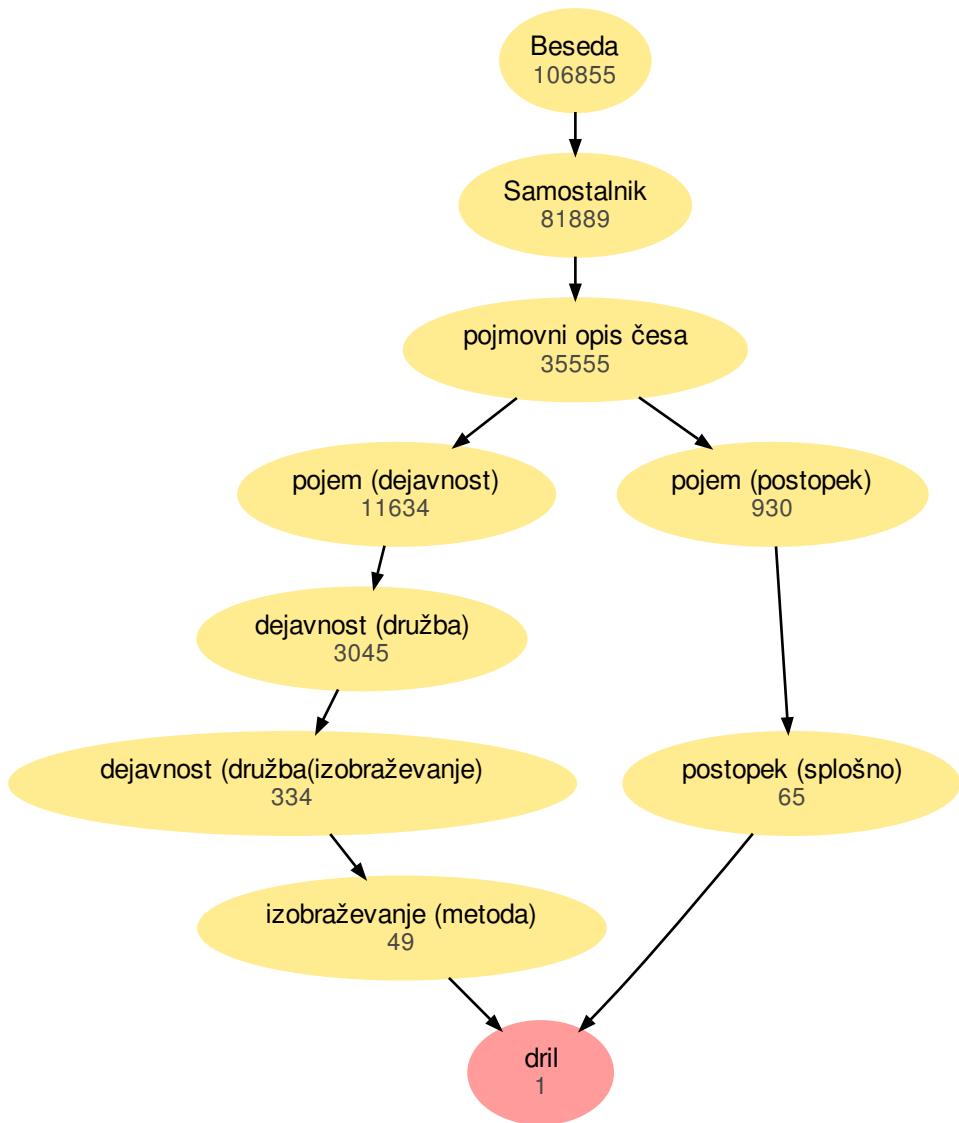 Beseda
106855
Samostalnik
81889
pojmovni opis česa
35555
pojem (dejavnost)
11634
pojem (postopek)
930
dejavnost (družba)
3045
dejavnost (družba(izobraževanje)
334
postopek (splošno)
65
izobraževanje (metoda)
49
dril
1